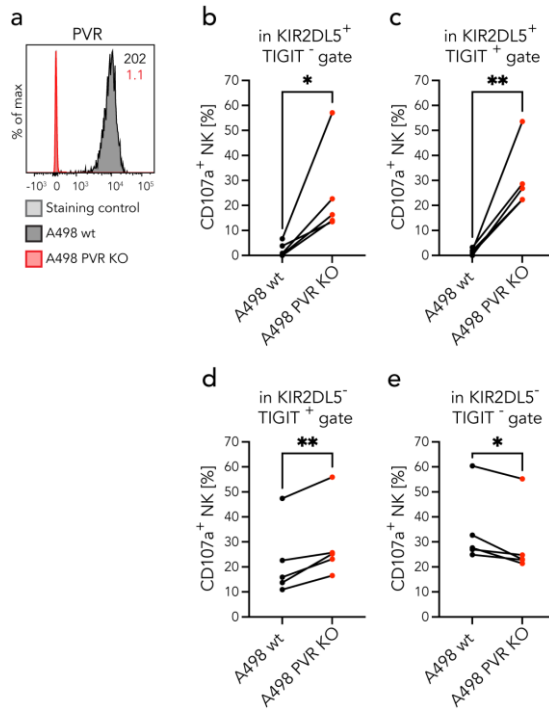 a
PVR
202
1.1
% of max
-10³ 0 10³ 10⁴ 10⁵
Staining control
A498 wt
A498 PVR KO
b
in KIR2DL5⁺
TIGIT ⁻ gate
*
CD107a⁺ NK [%]
70
60
50
40
30
20
10
0
A498 wt
A498 PVR KO
c
in KIR2DL5⁺
TIGIT ⁺ gate
**
CD107a⁺ NK [%]
70
60
50
40
30
20
10
0
A498 wt
A498 PVR KO
d
in KIR2DL5⁻
TIGIT ⁺ gate
**
CD107a⁺ NK [%]
70
60
50
40
30
20
10
0
A498 wt
A498 PVR KO
e
in KIR2DL5⁻
TIGIT ⁻ gate
*
CD107a⁺ NK [%]
70
60
50
40
30
20
10
0
A498 wt
A498 PVR KO